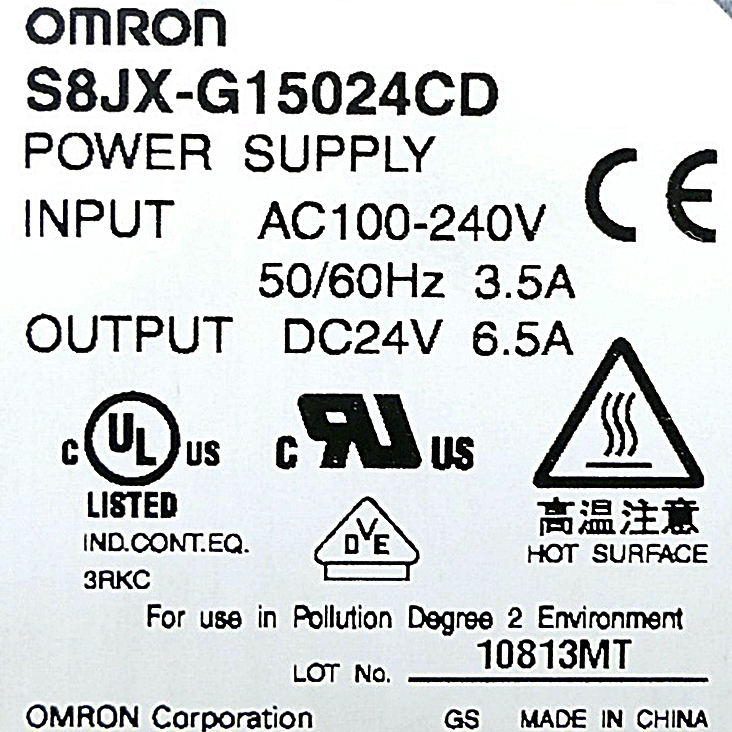 OMRON
S8JX-G15024CD
POWER SUPPLY
INPUT AC100-240V
50/60Hz 3.5A
OUTPUT DC24V 6.5A
C UL US
LISTED
C RU US
IND.CONT.EQ.
3RKC
DVE
高温注意
HOT SURFACE
CE
For use in Pollution Degree 2 Environment
LOT No. 10813MT
OMRON Corporation GS MADE IN CHINA